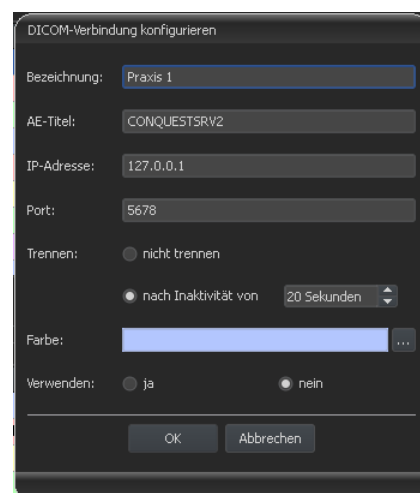 DICOM-Verbindung konfigurieren
Bezeichnung: Praxis 1
AE-Titel: CONQUESTSRV2
IP-Adresse: 127.0.0.1
Port: 5678
Trennen: nicht trennen
nach Inaktivität von 20 Sekunden
Farbe: ...
Verwenden: ja nein
OK Abbrechen